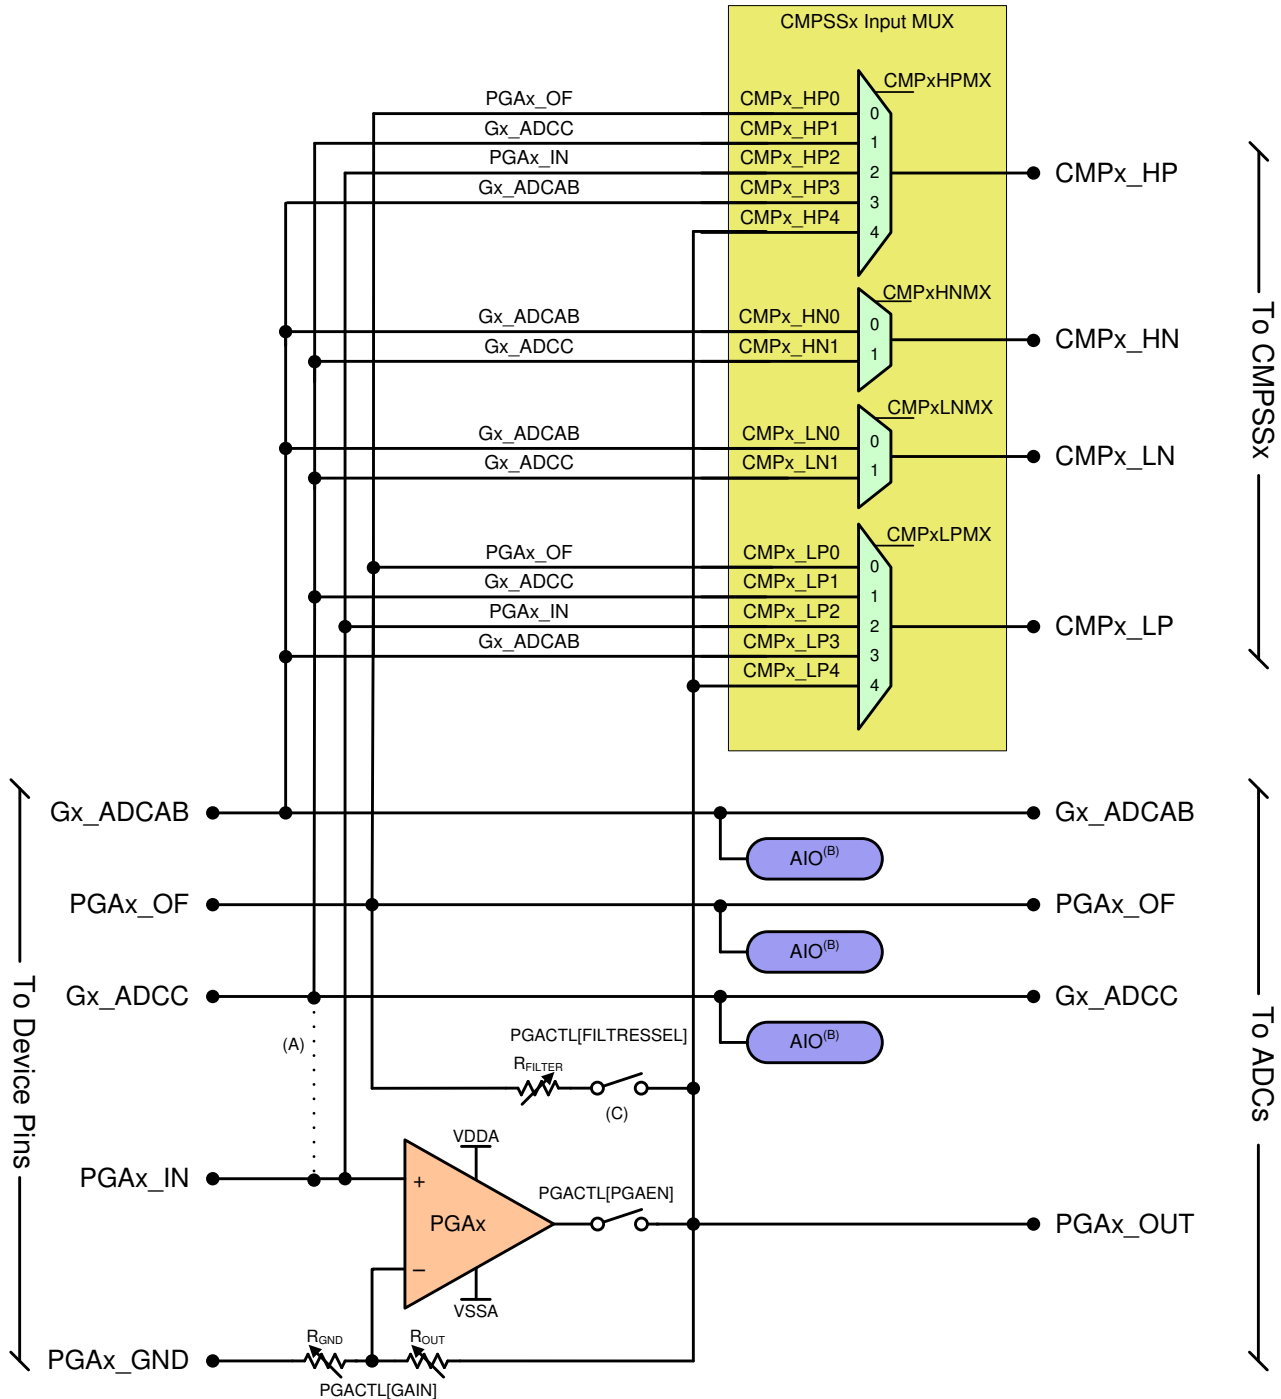 CMPSSx Input MUX
CMPxHPMX
PGAx_OF CMPx_HP0 0
Gx_ADCC CMPx_HP1 1
PGAx_IN CMPx_HP2 2 CMPx_HP
Gx_ADCAB CMPx_HP3 3
CMPx_HP4 4
CMPxHNMX
Gx_ADCAB CMPx_HN0 0
Gx_ADCC CMPx_HN1 1 CMPx_HN
CMPxLNMX
Gx_ADCAB CMPx_LN0 0
Gx_ADCC CMPx_LN1 1 CMPx_LN
CMPxLPMX
PGAx_OF CMPx_LP0 0
Gx_ADCC CMPx_LP1 1
PGAx_IN CMPx_LP2 2 CMPx_LP
Gx_ADCAB CMPx_LP3 3
CMPx_LP4 4
To CMPSSx
Gx_ADCAB Gx_ADCAB
AIO(B)
PGAx_OF PGAx_OF
AIO(B)
Gx_ADCC Gx_ADCC
AIO(B)
To Device Pins
To ADCs
(A)
PGACTL[FILTRESSEL]
RFILTER
(C)
VDDA
PGAx_IN
+
PGACTL[PGAEN]
PGAx PGAx_OUT
–
VSSA
RGND ROUT
PGAx_GND
PGACTL[GAIN]